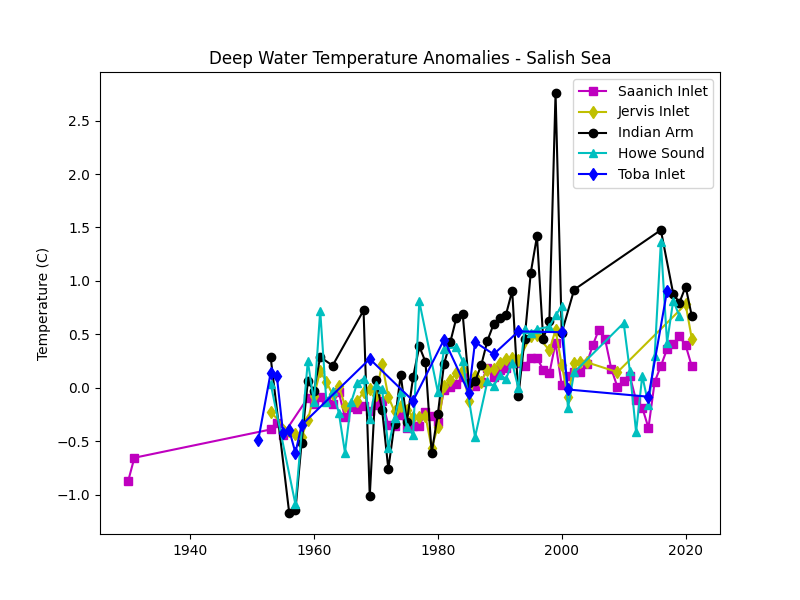 Deep Water Temperature Anomalies - Salish Sea
Saanich Inlet
Jervis Inlet
Indian Arm
Howe Sound
Toba Inlet
Temperature (C)
2.5
2.0
1.5
1.0
0.5
0.0
−0.5
−1.0
1940
1960
1980
2000
2020